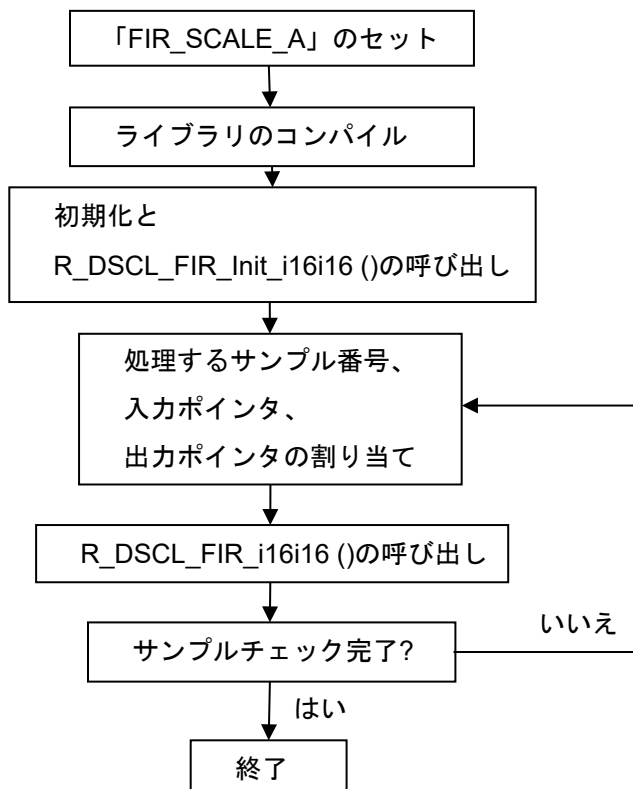 「FIR_SCALE_A」のセット
ライブラリのコンパイル
初期化と
R_DSCL_FIR_Init_i16i16 ()の呼び出し
処理するサンプル番号、
入力ポインタ、
出力ポインタの割り当て
R_DSCL_FIR_i16i16 ()の呼び出し
サンプルチェック完了?
いいえ
はい
終了